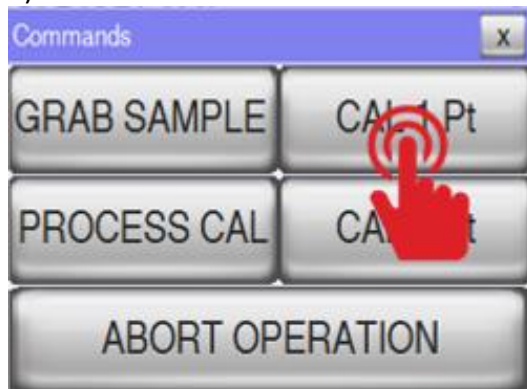 Commands X
GRAB SAMPLE CAL 1 Pt
PROCESS CAL
ABORT OPERATION